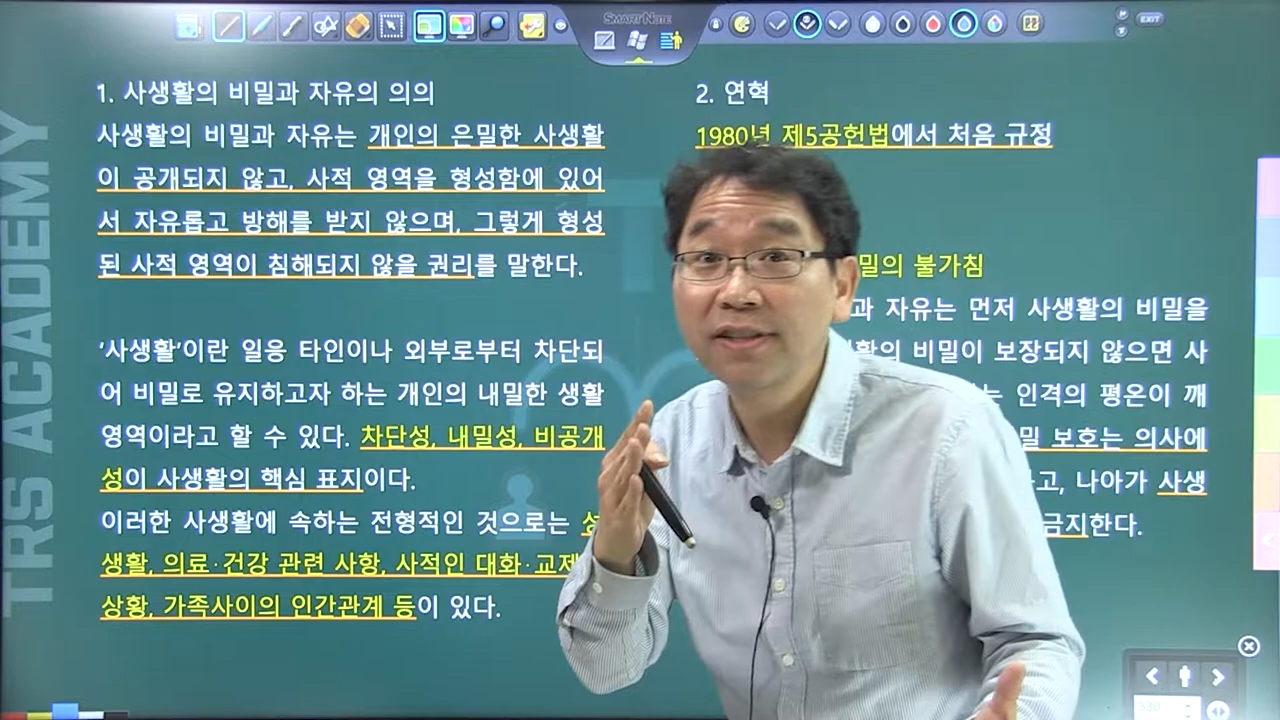 SMART NOTE
EXIT
TRS ACADEMY
1. 사생활의 비밀과 자유의 의의
사생활의 비밀과 자유는 개인의 은밀한 사생활
이 공개되지 않고, 사적 영역을 형성함에 있어
서 자유롭고 방해를 받지 않으며, 그렇게 형성
된 사적 영역이 침해되지 않을 권리를 말한다.
‘사생활’이란 일응 타인이나 외부로부터 차단되
어 비밀로 유지하고자 하는 개인의 내밀한 생활
영역이라고 할 수 있다. 차단성, 내밀성, 비공개
성이 사생활의 핵심 표지이다.
이러한 사생활에 속하는 전형적인 것으로는 성
생활, 의료·건강 관련 사항, 사적인 대화·교제
상황, 가족사이의 인간관계 등이 있다.
2. 연혁
1980년 제5공헌법에서 처음 규정
밀의 불가침
과 자유는 먼저 사생활의 비밀을
활의 비밀이 보장되지 않으면 사
는 인격의 평온이 깨
밀 보호는 의사에
고, 나아가 사생
금지한다.
530